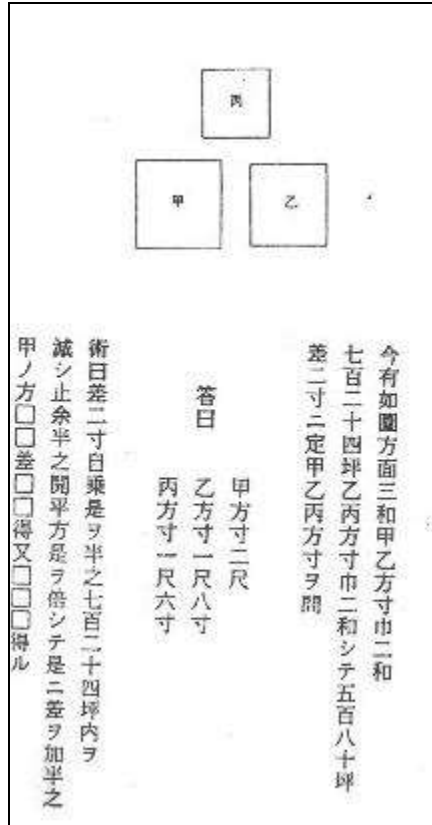 丙
甲
乙
今有如圖方面三和甲乙方寸巾二和
七百二十四坪乙丙方寸巾二和シテ五百八十坪
差二寸ニ定甲乙丙方寸ヲ問
答曰
甲方寸二尺
乙方寸一尺八寸
丙方寸一尺六寸
術曰差二寸自乗是ヲ半之七百二十四坪内ヲ
減シ止余半之開平方是ヲ倍シテ是ニ差ヲ加半之
甲ノ方□□差□□得又□□□得ル